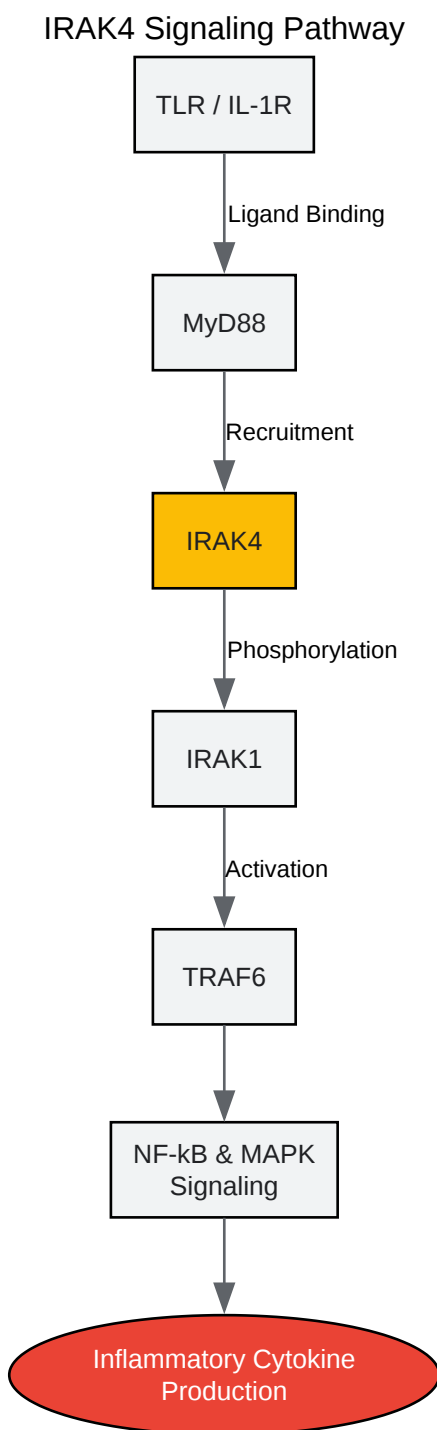 IRAK4 Signaling Pathway
TLR / IL-1R
Ligand Binding
MyD88
Recruitment
IRAK4
Phosphorylation
IRAK1
Activation
TRAF6
NF-kB & MAPK
Signaling
Inflammatory Cytokine
Production